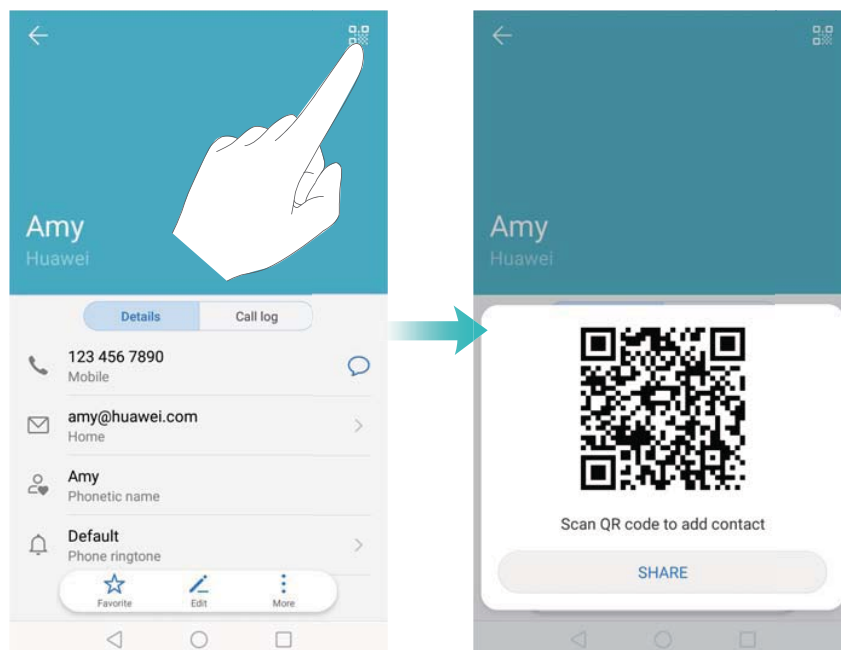 Amy
Huawei
Details
Call log
123 456 7890
Mobile
amy@huawei.com
Home
Amy
Phonetic name
Default
Phone ringtone
Favorite
Edit
More
Amy
Huawei
Scan QR code to add contact
SHARE